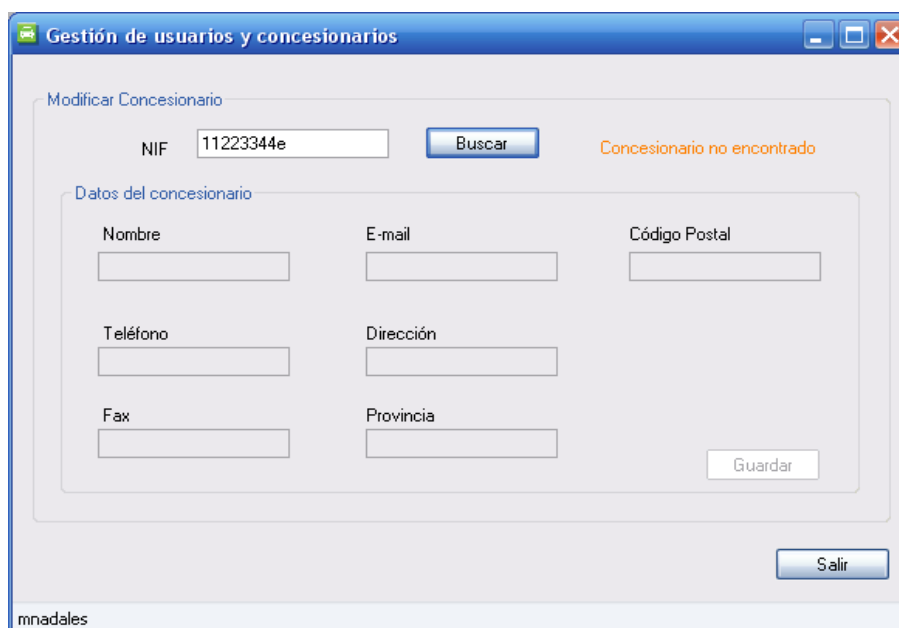 Gestión de usuarios y concesionarios
Modificar Concesionario
NIF 11223344e Buscar Concesionario no encontrado
Datos del concesionario
Nombre E-mail Código Postal
Teléfono Dirección
Fax Provincia
Guardar
Salir
mnadales